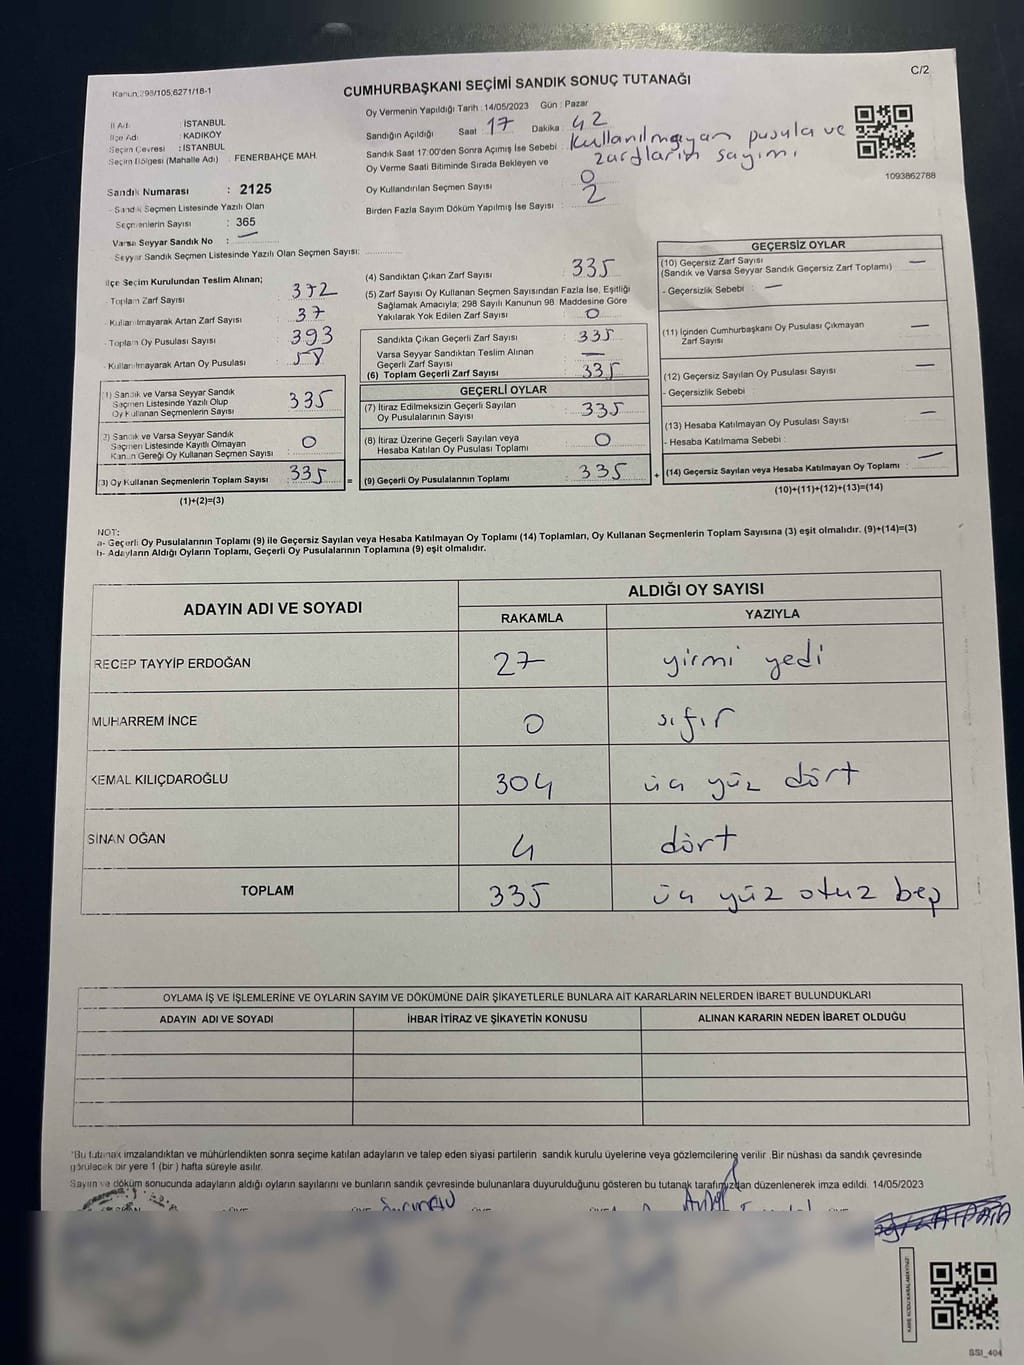 Kanun:298/105,6271/18-1
CUMHURBAŞKANI SEÇİMİ SANDIK SONUÇ TUTANAĞI
C/2
İl Adı : İSTANBUL
İlçe Adı : KADIKÖY
Seçim Çevresi : İSTANBUL
Seçim Bölgesi (Mahalle Adı) : FENERBAHÇE MAH.
Oy Vermenin Yapıldığı Tarih : 14/05/2023 Gün : Pazar
Sandığın Açıldığı Saat : 17 Dakika : 42
Sandık Saat 17:00'den Sonra Açımış İse Sebebi : Kullanılmayan pusula ve
zarfların sayımı
Oy Verme Saati Bitiminde Sırada Bekleyen ve
Oy Kullandırılan Seçmen Sayısı : 0
Birden Fazla Sayım Döküm Yapılmış İse Sayısı : 2
1093862788
Sandık Numarası : 2125
- Sandık Seçmen Listesinde Yazılı Olan
Seçmenlerin Sayısı : 365
Varsa Seyyar Sandık No : —
- Seyyar Sandık Seçmen Listesinde Yazılı Olan Seçmen Sayısı:
İlçe Seçim Kurulundan Teslim Alınan;
- Toplam Zarf Sayısı : 372
- Kullanılmayarak Artan Zarf Sayısı : 37
- Toplam Oy Pusulası Sayısı : 393
- Kullanılmayarak Artan Oy Pusulası : 58
(1) Sandık ve Varsa Seyyar Sandık
Seçmen Listesinde Yazılı Olup
Oy Kullanan Seçmenlerin Sayısı : 335
(2) Sandık ve Varsa Seyyar Sandık
Seçmen Listesinde Kayıtlı Olmayan
Kanun Gereği Oy Kullanan Seçmen Sayısı : 0
(3) Oy Kullanan Seçmenlerin Toplam Sayısı : 335 =
(1)+(2)=(3)
(4) Sandıktan Çıkan Zarf Sayısı : 335
(5) Zarf Sayısı Oy Kullanan Seçmen Sayısından Fazla İse, Eşitliği
Sağlamak Amacıyla; 298 Sayılı Kanunun 98. Maddesine Göre
Yakılarak Yok Edilen Zarf Sayısı : 0
Sandıkta Çıkan Geçerli Zarf Sayısı : 335
Varsa Seyyar Sandıktan Teslim Alınan
Geçerli Zarf Sayısı : —
(6) Toplam Geçerli Zarf Sayısı : 335
GEÇERLİ OYLAR
(7) İtiraz Edilmeksizin Geçerli Sayılan
Oy Pusulalarının Sayısı : 335
(8) İtiraz Üzerine Geçerli Sayılan veya
Hesaba Katılan Oy Pusulası Toplamı : 0
(9) Geçerli Oy Pusulalarının Toplamı : 335 +
GEÇERSİZ OYLAR
(10) Geçersiz Zarf Sayısı : —
(Sandık ve Varsa Seyyar Sandık Geçersiz Zarf Toplamı)
- Geçersizlik Sebebi : —
(11) İçinden Cumhurbaşkanı Oy Pusulası Çıkmayan
Zarf Sayısı : —
(12) Geçersiz Sayılan Oy Pusulası Sayısı : —
- Geçersizlik Sebebi :
(13) Hesaba Katılmayan Oy Pusulası Sayısı : —
- Hesaba Katılmama Sebebi :
(14) Geçersiz Sayılan veya Hesaba Katılmayan Oy Toplamı : —
(10)+(11)+(12)+(13)=(14)
NOT:
a- Geçerli Oy Pusulalarının Toplamı (9) ile Geçersiz Sayılan veya Hesaba Katılmayan Oy Toplamı (14) Toplamları, Oy Kullanan Seçmenlerin Toplam Sayısına (3) eşit olmalıdır. (9)+(14)=(3)
b- Adayların Aldığı Oyların Toplamı, Geçerli Oy Pusulalarının Toplamına (9) eşit olmalıdır.
ADAYIN ADI VE SOYADI
ALDIĞI OY SAYISI
RAKAMLA YAZIYLA
RECEP TAYYİP ERDOĞAN 27 yirmi yedi
MUHARREM İNCE 0 sıfır
KEMAL KILIÇDAROĞLU 304 üç yüz dört
SİNAN OĞAN 4 dört
TOPLAM 335 üç yüz otuz beş
OYLAMA İŞ VE İŞLEMLERİNE VE OYLARIN SAYIM VE DÖKÜMÜNE DAİR ŞİKAYETLERLE BUNLARA AİT KARARLARIN NELERDEN İBARET BULUNDUKLARI
ADAYIN ADI VE SOYADI İHBAR İTİRAZ VE ŞİKAYETİN KONUSU ALINAN KARARIN NEDEN İBARET OLDUĞU
*Bu tutanak imzalandıktan ve mühürlendikten sonra seçime katılan adayların ve talep eden siyasi partilerin sandık kurulu üyelerine veya gözlemcilerine verilir. Bir nüshası da sandık çevresinde
görülecek bir yere 1 (bir) hafta süreyle asılır.
Sayım ve döküm sonucunda adayların aldığı oyların sayılarını ve bunların sandık çevresinde bulunanlara duyurulduğunu gösteren bu tutanak tarafımızdan düzenlenerek imza edildi. 14/05/2023
SSI_404